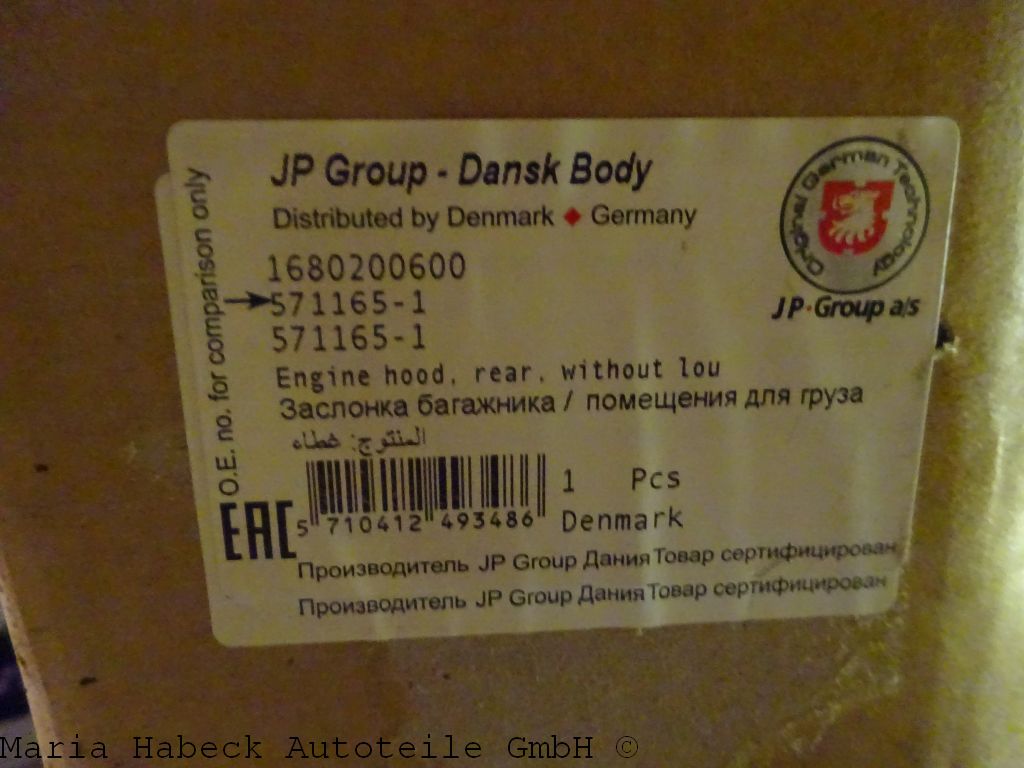 JP Group - Dansk Body
Distributed by Denmark ♦ Germany
1680200600
571165-1
571165-1
Engine hood, rear, without lou
Заслонка багажника / помещения для груза
المنتوج: غطاء
1 Pcs
5 710412 493486
Denmark
EAC
Производитель JP Group Дания Товар сертифицирован
Производитель JP Group Дания Товар сертифицирован
O.E. no. for comparison only
Original German Technology
JP·Group a/s
Maria Habeck Autoteile GmbH ©